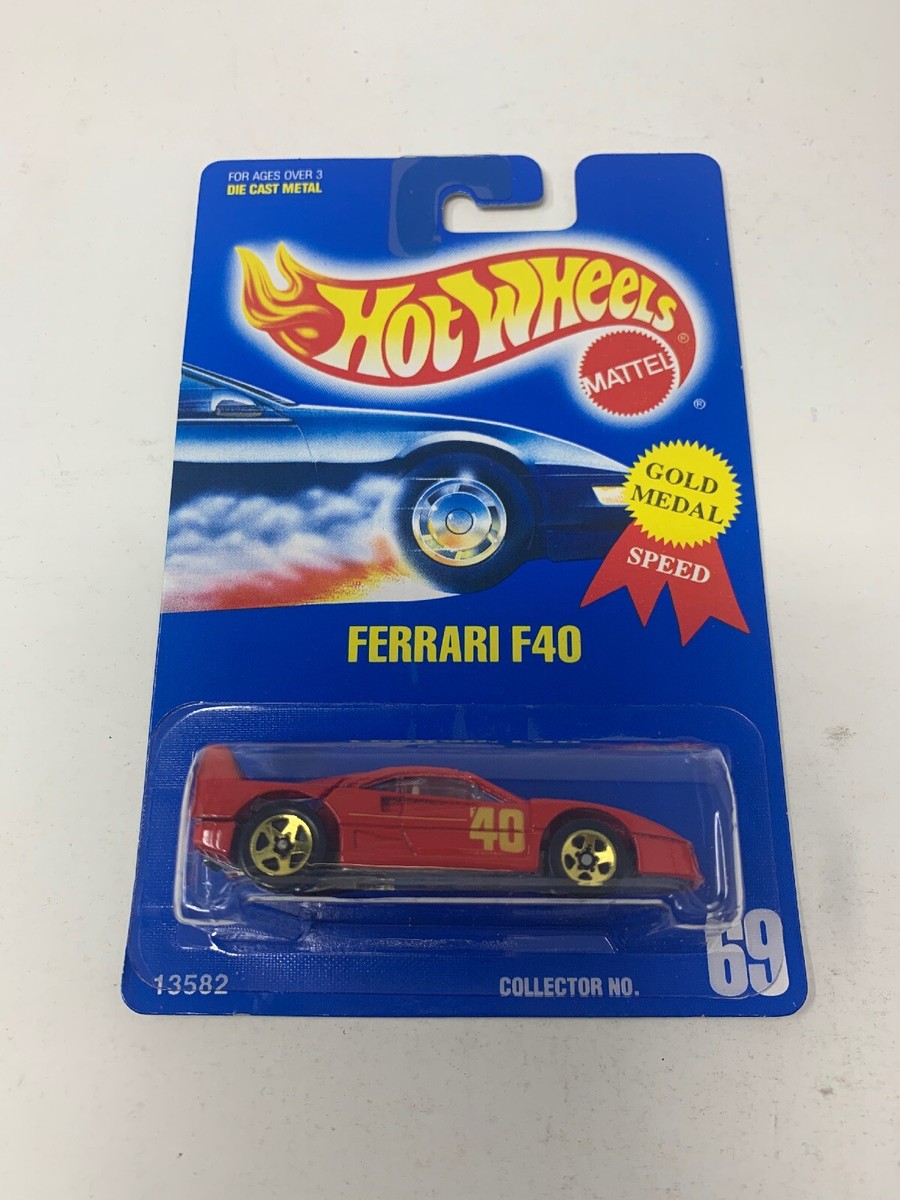 FOR AGES OVER 3
DIE CAST METAL
HOT WHEELS ®
MATTEL
®
GOLD
MEDAL
SPEED
FERRARI F40
F40
13582
COLLECTOR NO. 69